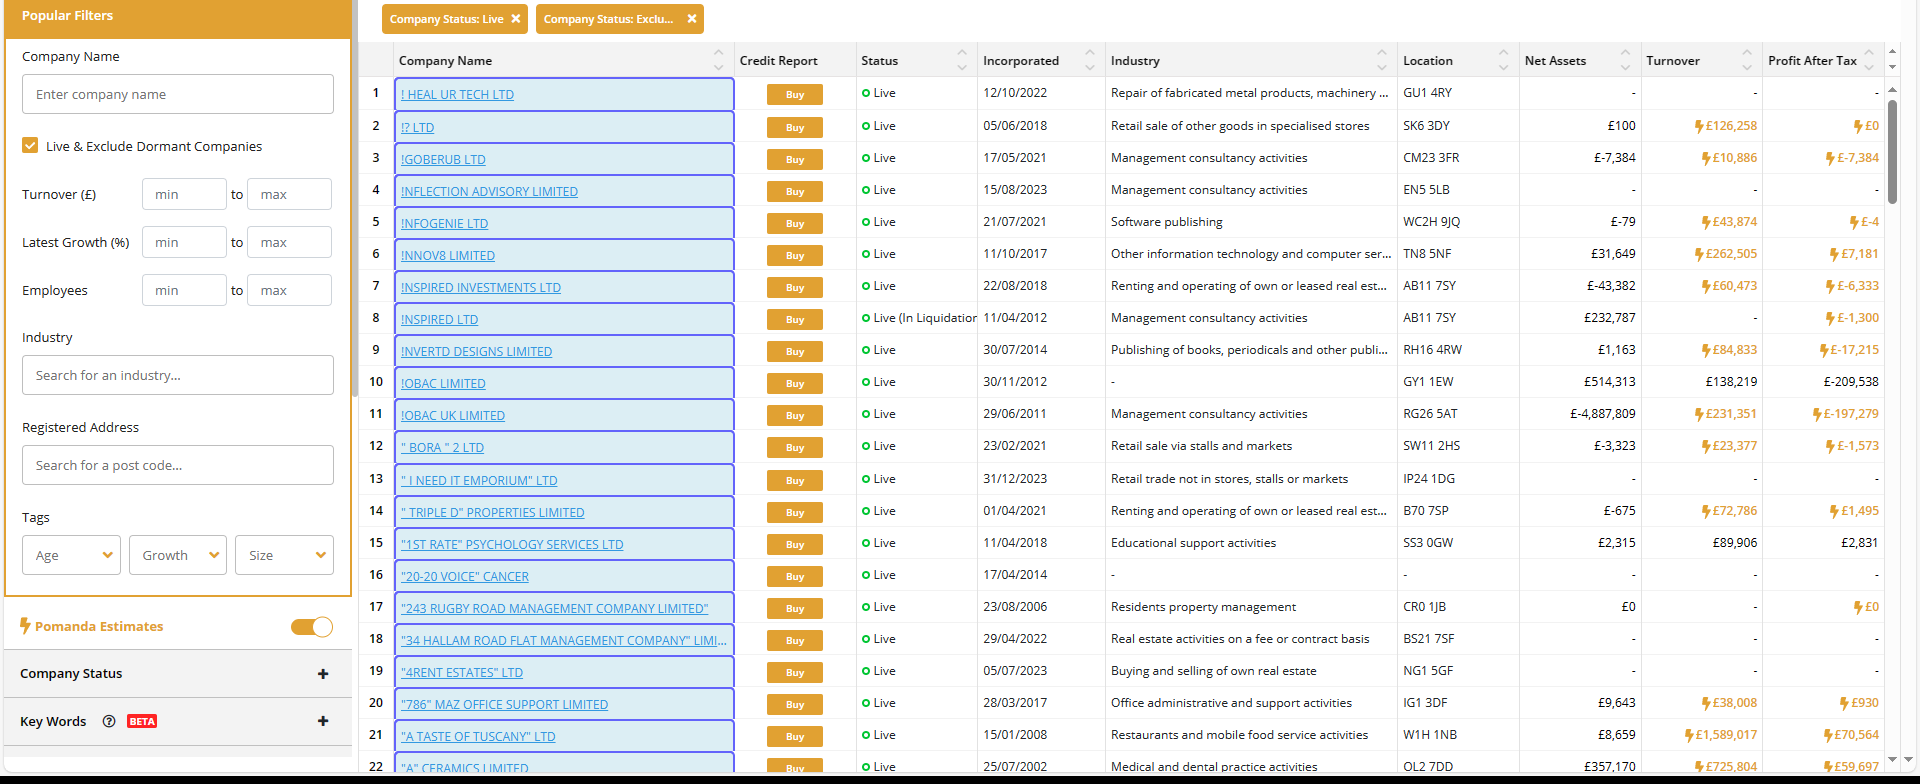 Popular Filters
Company Name
Enter company name
Live & Exclude Dormant Companies
Turnover (£) min to max
Latest Growth (%) min to max
Employees min to max
Industry
Search for an industry...
Registered Address
Search for a post code...
Tags
Age Growth Size
Pomanda Estimates
Company Status +
Key Words ? BETA +
Company Status: Live × Company Status: Exclu... ×
Company Name Credit Report Status Incorporated Industry Location Net Assets Turnover Profit After Tax
1 ! HEAL UR TECH LTD Buy Live 12/10/2022 Repair of fabricated metal products, machinery ... GU1 4RY - - -
2 !? LTD Buy Live 05/06/2018 Retail sale of other goods in specialised stores SK6 3DY £100 £126,258 £0
3 !GOBERUB LTD Buy Live 17/05/2021 Management consultancy activities CM23 3FR £-7,384 £10,886 £-7,384
4 !NFLECTION ADVISORY LIMITED Buy Live 15/08/2023 Management consultancy activities EN5 5LB - - -
5 !NFOGENIE LTD Buy Live 21/07/2021 Software publishing WC2H 9JQ £-79 £43,874 £-4
6 !NNOV8 LIMITED Buy Live 11/10/2017 Other information technology and computer ser... TN8 5NF £31,649 £262,505 £7,181
7 !NSPIRED INVESTMENTS LTD Buy Live 22/08/2018 Renting and operating of own or leased real est... AB11 7SY £-43,382 £60,473 £-6,333
8 !NSPIRED LTD Buy Live (In Liquidation 11/04/2012 Management consultancy activities AB11 7SY £232,787 - £-1,300
9 !NVERTD DESIGNS LIMITED Buy Live 30/07/2014 Publishing of books, periodicals and other publi... RH16 4RW £1,163 £84,833 £-17,215
10 !OBAC LIMITED Buy Live 30/11/2012 - GY1 1EW £514,313 £138,219 £-209,538
11 !OBAC UK LIMITED Buy Live 29/06/2011 Management consultancy activities RG26 5AT £-4,887,809 £231,351 £-197,279
12 " BORA " 2 LTD Buy Live 23/02/2021 Retail sale via stalls and markets SW11 2HS £-3,323 £23,377 £-1,573
13 " I NEED IT EMPORIUM" LTD Buy Live 31/12/2023 Retail trade not in stores, stalls or markets IP24 1DG - - -
14 " TRIPLE D" PROPERTIES LIMITED Buy Live 01/04/2021 Renting and operating of own or leased real est... B70 7SP £-675 £72,786 £1,495
15 "1ST RATE" PSYCHOLOGY SERVICES LTD Buy Live 11/04/2018 Educational support activities SS3 0GW £2,315 £89,906 £2,831
16 "20-20 VOICE" CANCER Buy Live 17/04/2014 - - - - -
17 "243 RUGBY ROAD MANAGEMENT COMPANY LIMITED" Buy Live 23/08/2006 Residents property management CR0 1JB £0 - £0
18 "34 HALLAM ROAD FLAT MANAGEMENT COMPANY" LIMI... Buy Live 29/04/2022 Real estate activities on a fee or contract basis BS21 7SF - - -
19 "4RENT ESTATES" LTD Buy Live 05/07/2023 Buying and selling of own real estate NG1 5GF - - -
20 "786" MAZ OFFICE SUPPORT LIMITED Buy Live 28/03/2017 Office administrative and support activities IG1 3DF £9,643 £38,008 £930
21 "A TASTE OF TUSCANY" LTD Buy Live 15/01/2008 Restaurants and mobile food service activities W1H 1NB £8,659 £1,589,017 £70,564
22 "A" CERAMICS LIMITED Buy Live 25/07/2002 Medical and dental practice activities OL2 7DD £357,170 £725,804 £59,697